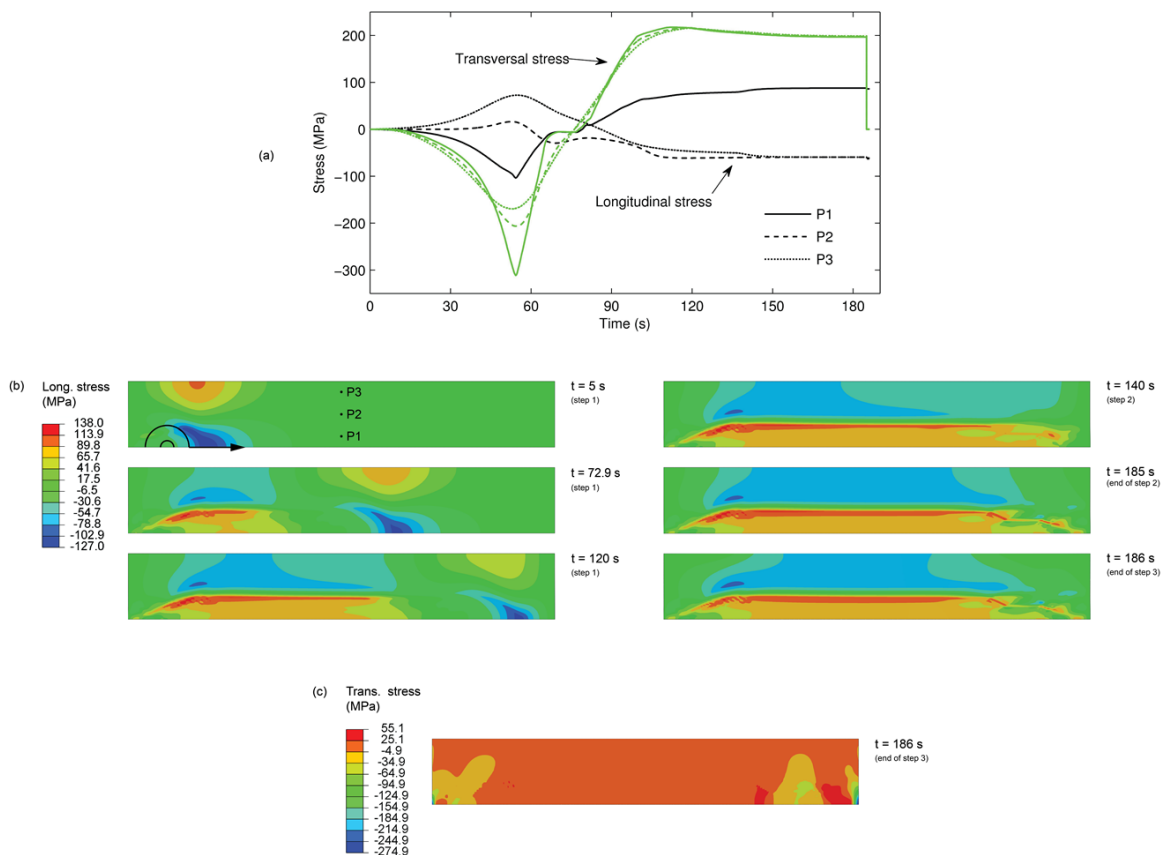 (a)
Stress (MPa)
200
100
0
−100
−200
−300
Transversal stress
Longitudinal stress
P1
P2
P3
0 30 60 90 120 150 180
Time (s)
(b)
Long. stress
(MPa)
138.0
113.9
89.8
65.7
41.6
17.5
-6.5
-30.6
-54.7
-78.8
-102.9
-127.0
P3
P2
P1
t = 5 s
(step 1)
t = 72.9 s
(step 1)
t = 120 s
(step 1)
t = 140 s
(step 2)
t = 185 s
(end of step 2)
t = 186 s
(end of step 3)
(c)
Trans. stress
(MPa)
55.1
25.1
-4.9
-34.9
-64.9
-94.9
-124.9
-154.9
-184.9
-214.9
-244.9
-274.9
t = 186 s
(end of step 3)